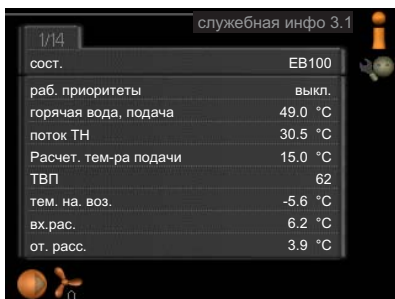 служебная инфо 3.1
1/14
сост. EB100
раб. приоритеты выкл.
горячая вода, подача 49.0 °C
поток ТН 30.5 °C
Расчет. тем-ра подачи 15.0 °C
ТВП 62
тем. на. воз. -5.6 °C
вх.рас. 6.2 °C
от. расс. 3.9 °C